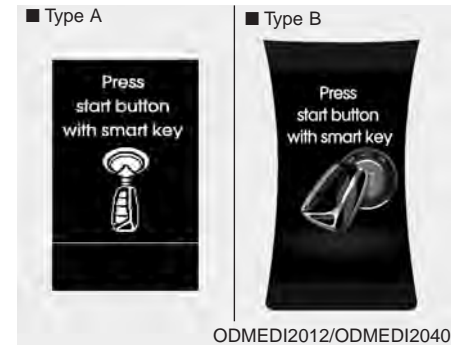 ■ Type A
Press
start button
with smart key
■ Type B
Press
start button
with smart key
ODMEDI2012/ODMEDI2040